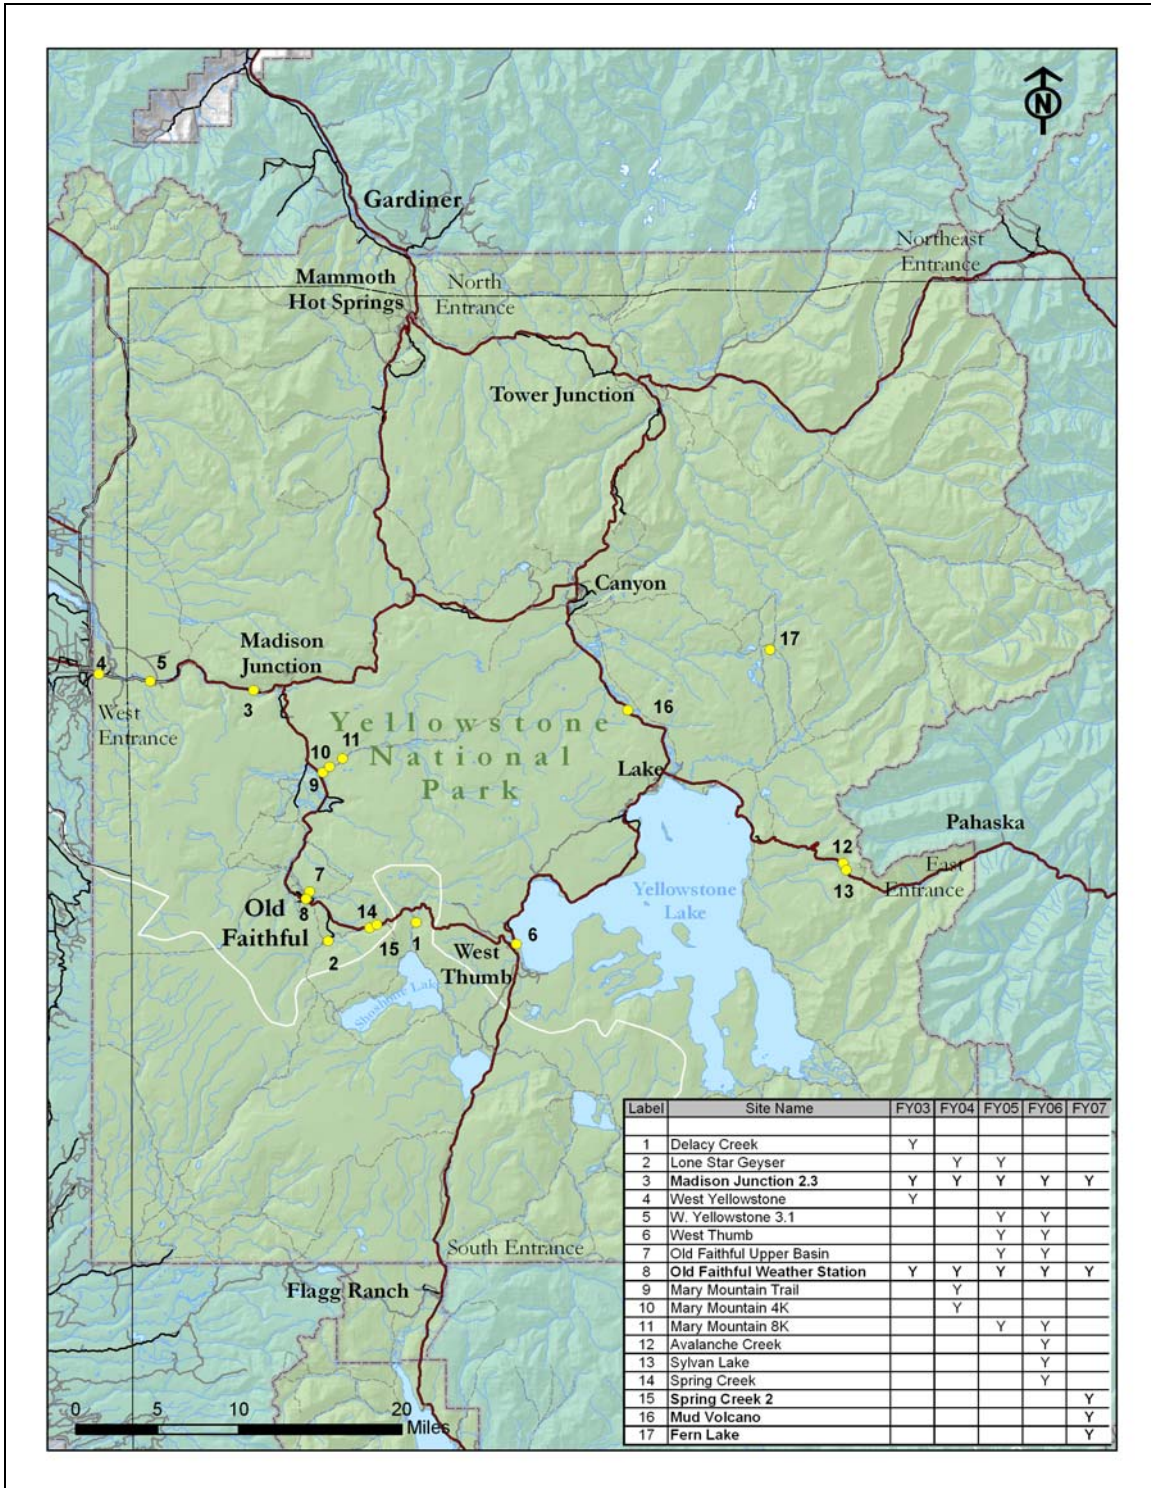 N
Gardiner
Northeast
Entrance
Mammoth
Hot Springs
North
Entrance
Tower Junction
Canyon
Madison
Junction
17
4
5
3
West
Entrance
16
Yellowstone
National
Park
10
11
9
Lake
Pahaska
12
East
Entrance
13
7
8
Yellowstone
Lake
Old
Faithful
14
2
15
1
West
Thumb
6
Shoshone Lake
South Entrance
Flagg Ranch
0 5 10 20
Miles
Label Site Name FY03 FY04 FY05 FY06 FY07
1 Delacy Creek Y
2 Lone Star Geyser Y Y
3 Madison Junction 2.3 Y Y Y Y Y
4 West Yellowstone Y
5 W. Yellowstone 3.1 Y Y
6 West Thumb Y Y
7 Old Faithful Upper Basin Y Y
8 Old Faithful Weather Station Y Y Y Y Y
9 Mary Mountain Trail Y
10 Mary Mountain 4K Y
11 Mary Mountain 8K Y Y
12 Avalanche Creek Y
13 Sylvan Lake Y
14 Spring Creek Y
15 Spring Creek 2 Y
16 Mud Volcano Y
17 Fern Lake Y